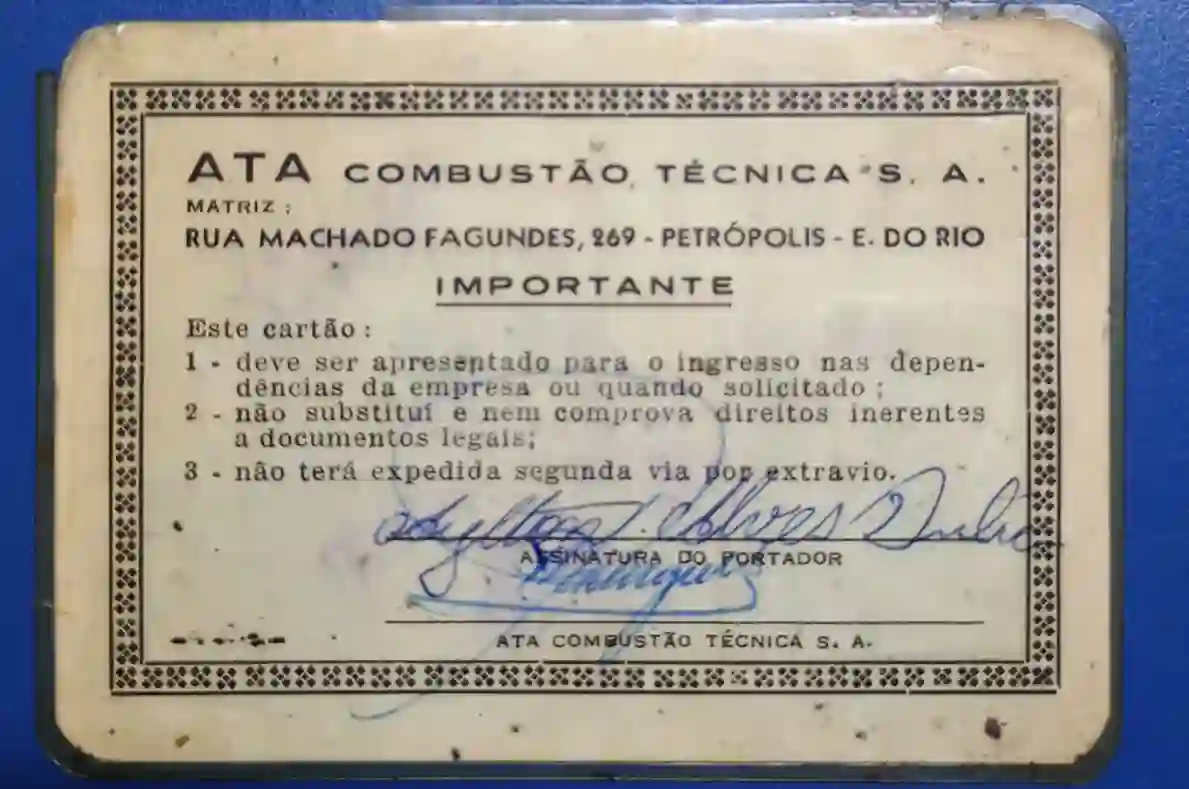 ATA COMBUSTÃO TÉCNICA S. A.
MATRIZ :
RUA MACHADO FAGUNDES, 269 - PETRÓPOLIS - E. DO RIO
IMPORTANTE
Este cartão :
1 - deve ser apresentado para o ingresso nas depen-
dências da empresa ou quando solicitado ;
2 - não substituí e nem comprova direitos inerentes
a documentos legais;
3 - não terá expedida segunda via por extravio.
Alves
ASSINATURA DO PORTADOR
ATA COMBUSTÃO TÉCNICA S. A.